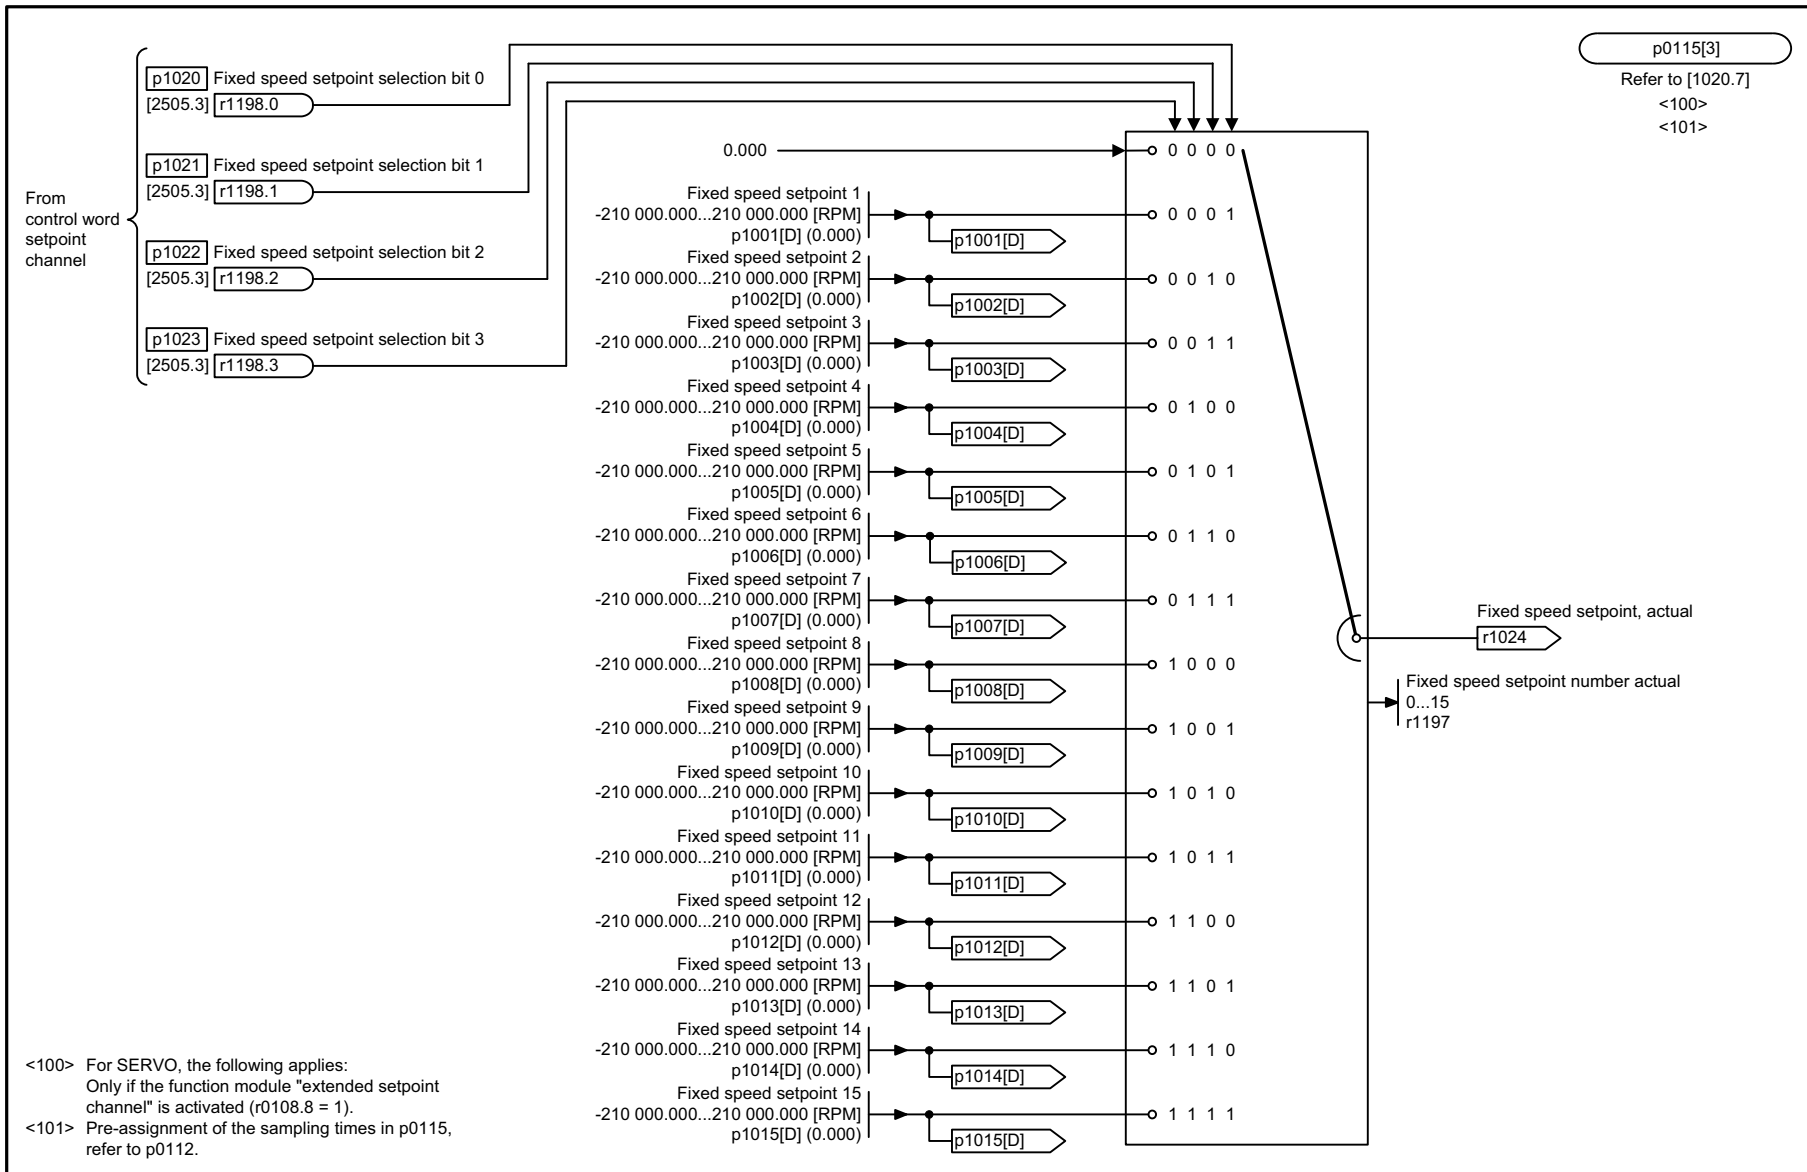 From
control word
setpoint
channel
p1020 Fixed speed setpoint selection bit 0
[2505.3] r1198.0
p1021 Fixed speed setpoint selection bit 1
[2505.3] r1198.1
p1022 Fixed speed setpoint selection bit 2
[2505.3] r1198.2
p1023 Fixed speed setpoint selection bit 3
[2505.3] r1198.3
p0115[3]
Refer to [1020.7]
<100>
<101>
0.000 0 0 0 0
Fixed speed setpoint 1
-210 000.000...210 000.000 [RPM] 0 0 0 1
p1001[D] (0.000) p1001[D]
Fixed speed setpoint 2
-210 000.000...210 000.000 [RPM] 0 0 1 0
p1002[D] (0.000) p1002[D]
Fixed speed setpoint 3
-210 000.000...210 000.000 [RPM] 0 0 1 1
p1003[D] (0.000) p1003[D]
Fixed speed setpoint 4
-210 000.000...210 000.000 [RPM] 0 1 0 0
p1004[D] (0.000) p1004[D]
Fixed speed setpoint 5
-210 000.000...210 000.000 [RPM] 0 1 0 1
p1005[D] (0.000) p1005[D]
Fixed speed setpoint 6
-210 000.000...210 000.000 [RPM] 0 1 1 0
p1006[D] (0.000) p1006[D]
Fixed speed setpoint 7
-210 000.000...210 000.000 [RPM] 0 1 1 1
p1007[D] (0.000) p1007[D]
Fixed speed setpoint 8
-210 000.000...210 000.000 [RPM] 1 0 0 0
p1008[D] (0.000) p1008[D]
Fixed speed setpoint 9
-210 000.000...210 000.000 [RPM] 1 0 0 1
p1009[D] (0.000) p1009[D]
Fixed speed setpoint 10
-210 000.000...210 000.000 [RPM] 1 0 1 0
p1010[D] (0.000) p1010[D]
Fixed speed setpoint 11
-210 000.000...210 000.000 [RPM] 1 0 1 1
p1011[D] (0.000) p1011[D]
Fixed speed setpoint 12
-210 000.000...210 000.000 [RPM] 1 1 0 0
p1012[D] (0.000) p1012[D]
Fixed speed setpoint 13
-210 000.000...210 000.000 [RPM] 1 1 0 1
p1013[D] (0.000) p1013[D]
Fixed speed setpoint 14
-210 000.000...210 000.000 [RPM] 1 1 1 0
p1014[D] (0.000) p1014[D]
Fixed speed setpoint 15
-210 000.000...210 000.000 [RPM] 1 1 1 1
p1015[D] (0.000) p1015[D]
Fixed speed setpoint, actual
r1024
Fixed speed setpoint number actual
0...15
r1197
<100> For SERVO, the following applies:
Only if the function module "extended setpoint
channel" is activated (r0108.8 = 1).
<101> Pre-assignment of the sampling times in p0115,
refer to p0112.